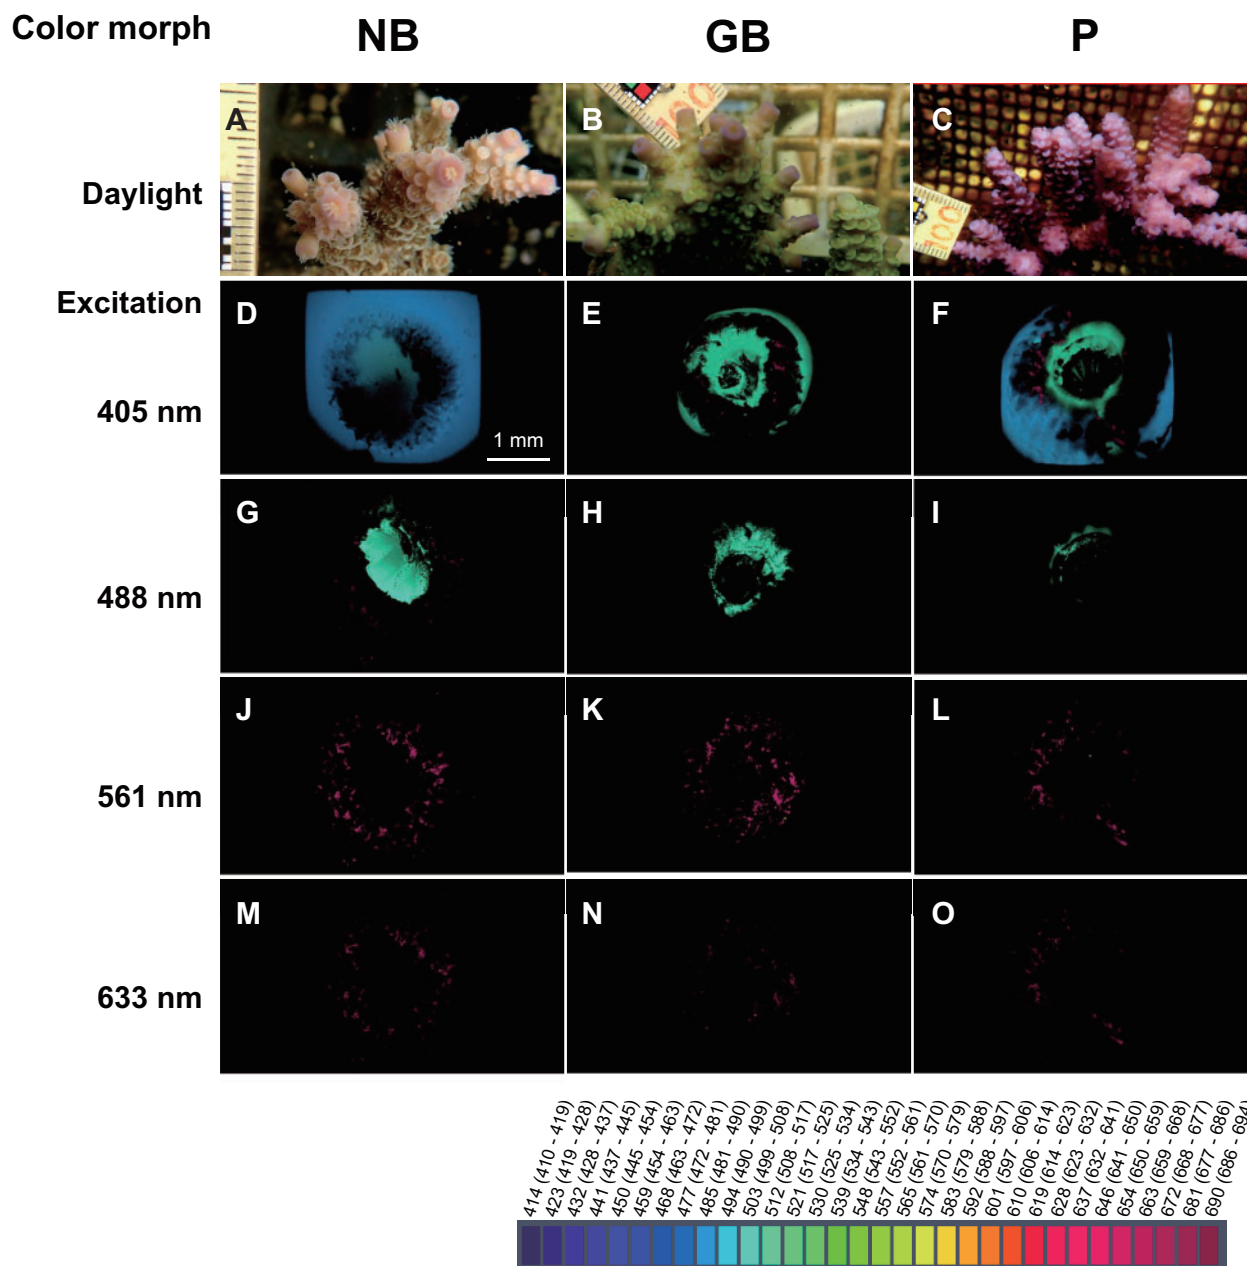 Color morph NB GB P
Daylight A B C
Excitation
405 nm D E F
1 mm
488 nm G H I
561 nm J K L
633 nm M N O
414 (410 - 419)
423 (419 - 428)
432 (428 - 437)
441 (437 - 445)
450 (445 - 454)
459 (454 - 463)
468 (463 - 472)
477 (472 - 481)
485 (481 - 490)
494 (490 - 499)
503 (499 - 508)
512 (508 - 517)
521 (517 - 525)
530 (525 - 534)
539 (534 - 543)
548 (543 - 552)
557 (552 - 561)
565 (561 - 570)
574 (570 - 579)
583 (579 - 588)
592 (588 - 597)
601 (597 - 606)
610 (606 - 614)
619 (614 - 623)
628 (623 - 632)
637 (632 - 641)
646 (641 - 650)
654 (650 - 659)
663 (659 - 668)
672 (668 - 677)
681 (677 - 686)
690 (686 - 694)